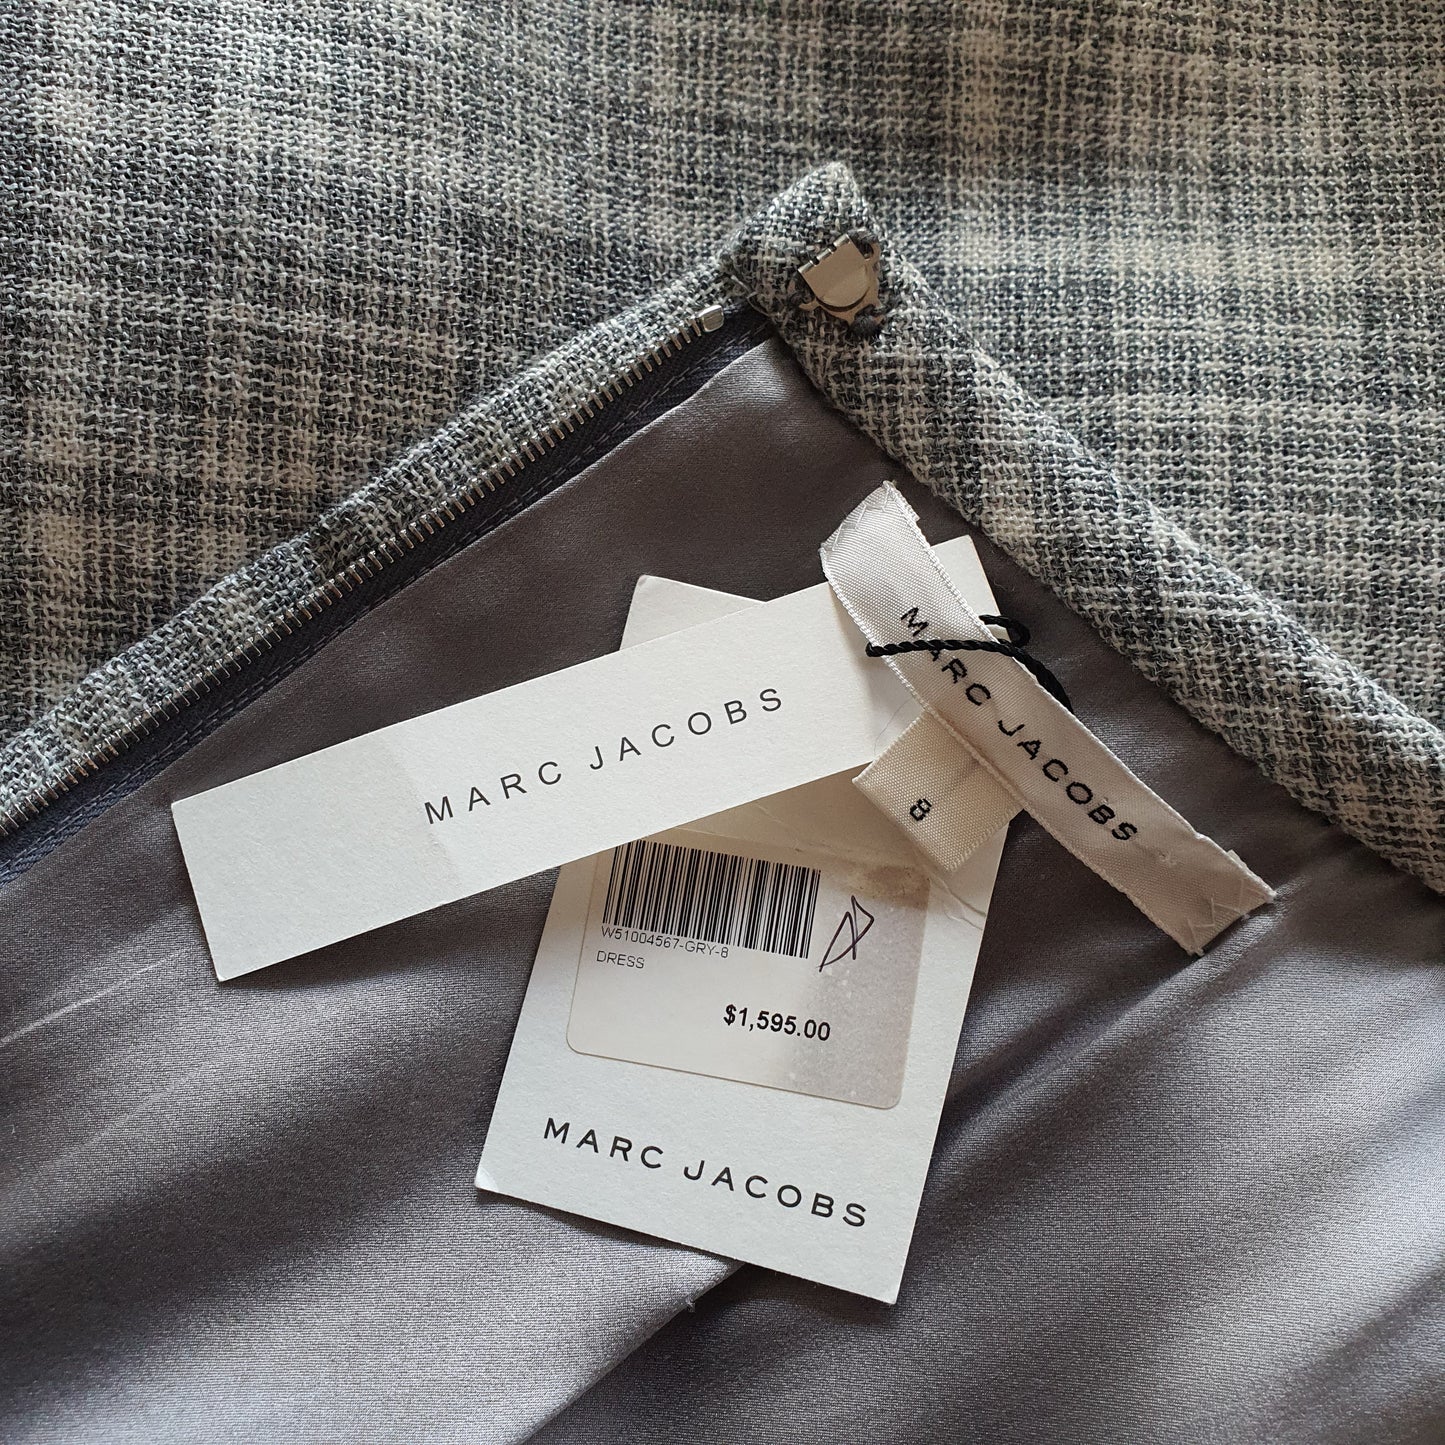 MARC JACOBS
MARC JACOBS
8
W51004567-GRY-8
DRESS
$1,595.00
MARC JACOBS